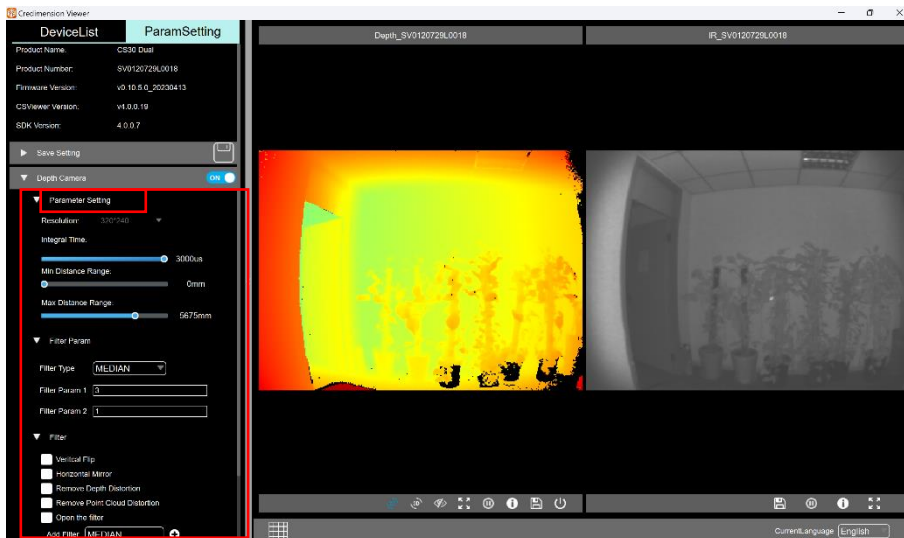 Credimension Viewer
DeviceList ParamSetting
Product Name: CS30 Dual
Product Number: SV0120729L0018
Firmware Version: v0.10.5.0_20230413
CSViewer Version: v4.0.0.19
SDK Version: 4.0.0.7
Save Setting
Depth Camera ON
Parameter Setting
Resolution: 320*240
Integral Time:
3000us
Min Distance Range:
0mm
Max Distance Range:
5675mm
Filter Param
Filter Type MEDIAN
Filter Param 1 3
Filter Param 2 1
Filter
Veritcal Flip
Horizontal Mirror
Remove Depth Distortion
Remove Point Cloud Distortion
Open the filter
Add Filter MEDIAN
Depth_SV0120729L0018
IR_SV0120729L0018
CurrentLanguage English